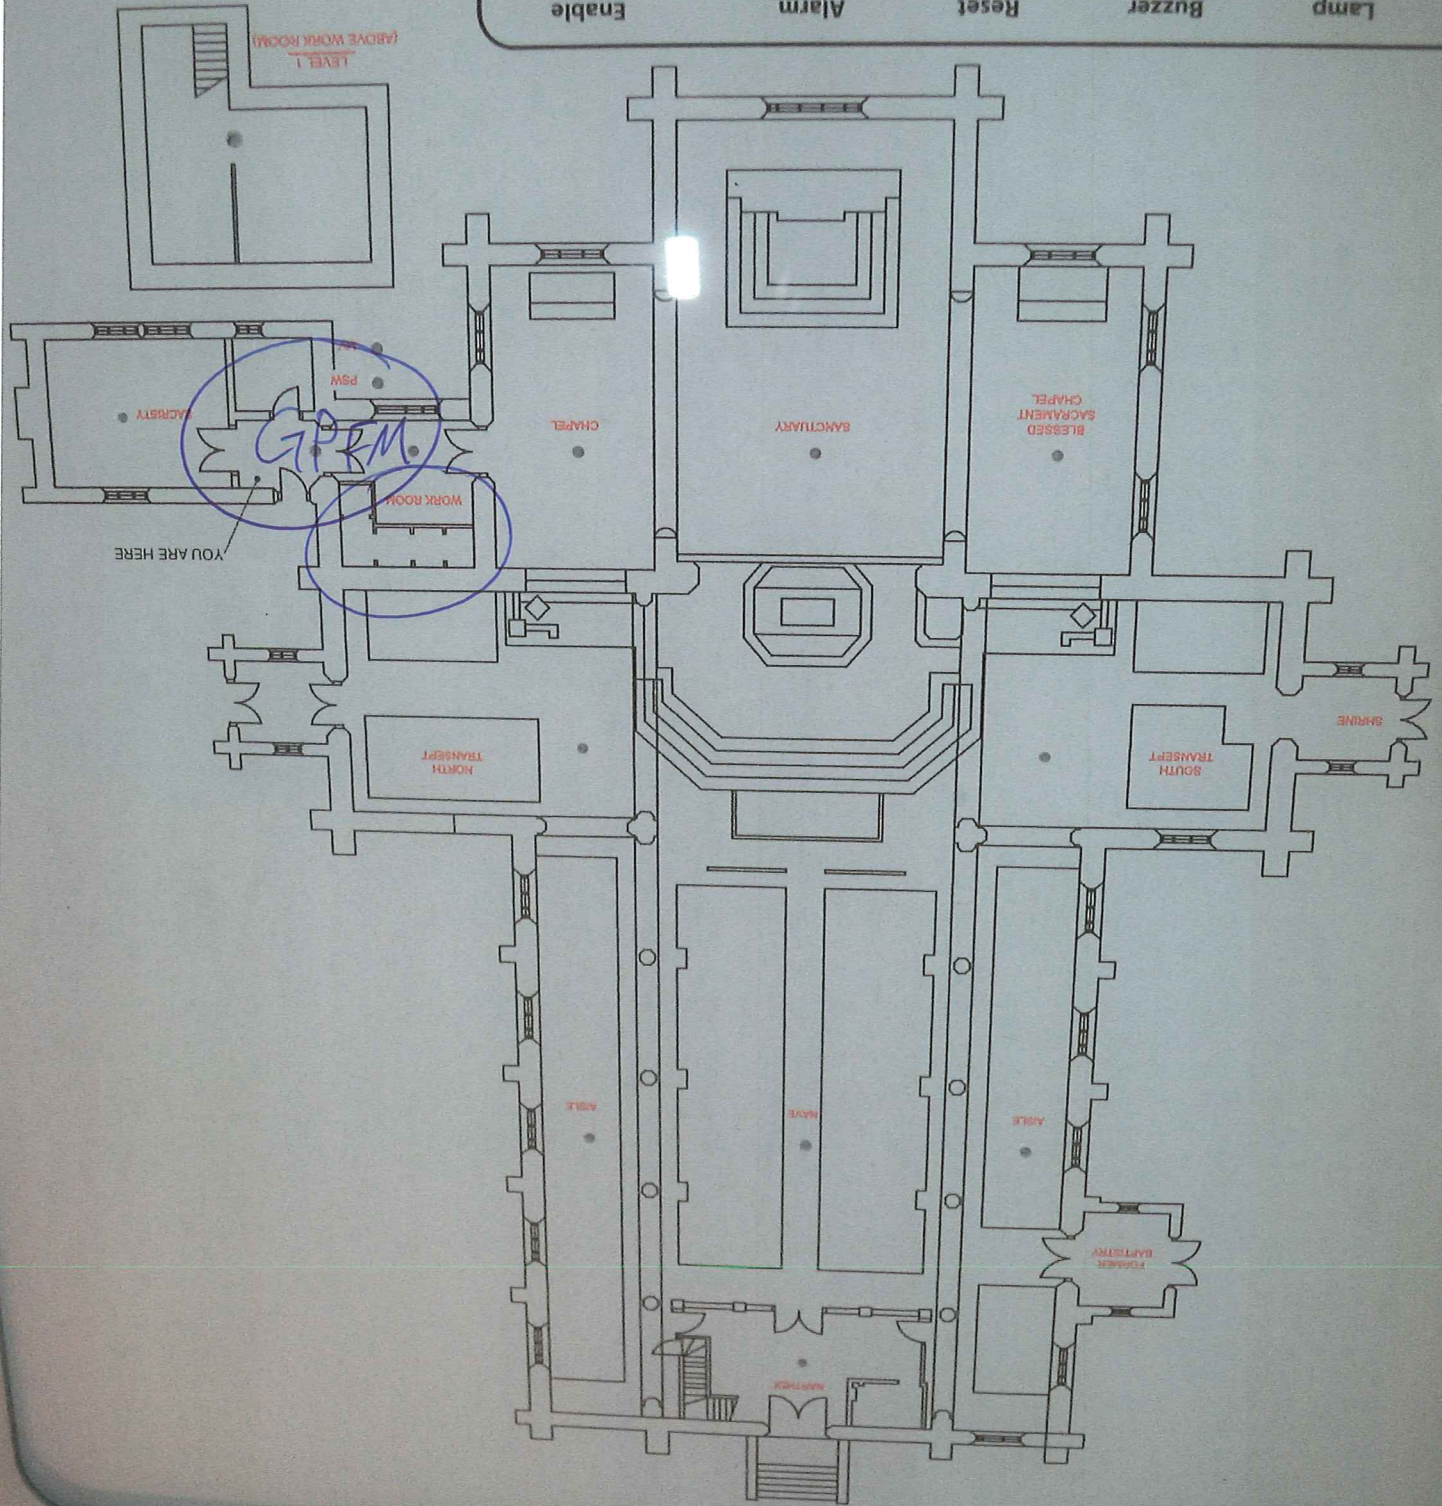 NARTHEX
FORMER
BAPTISTRY
AISLE
NAVE
AISLE
SOUTH
TRANSEPT
NORTH
TRANSEPT
SHRINE
YOU ARE HERE
WORK ROOM
BLESSED
SACRAMENT
CHAPEL
SANCTUARY
CHAPEL
GPFM
SACRISTY
PSW
LEVEL 1
(ABOVE WORK ROOM)
Lamp Buzzer Reset Alarm Enable